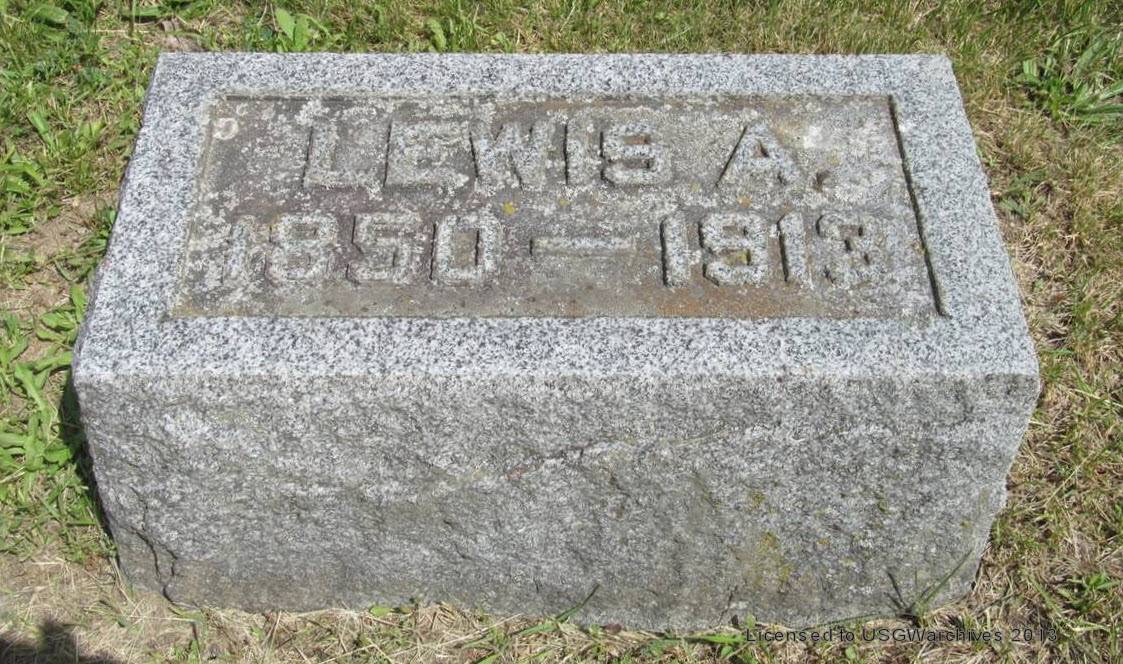 LEWIS A.
1850 — 1913
Licensed to USGWarchives 2013